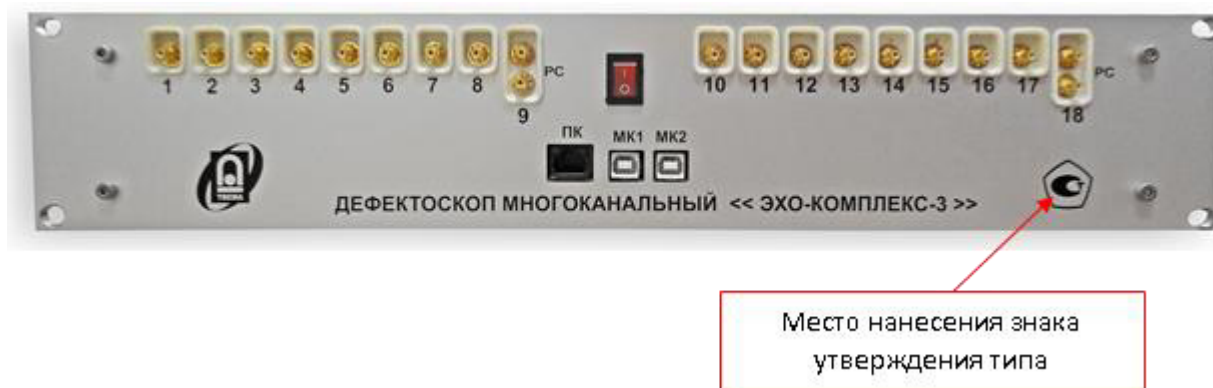 1 2 3 4 5 6 7 8 PC 10 11 12 13 14 15 16 17 PC
9 18
ПК МК1 МК2
ДЕФЕКТОСКОП МНОГОКАНАЛЬНЫЙ << ЭХО-КОМПЛЕКС-3 >>
Место нанесения знака
утверждения типа